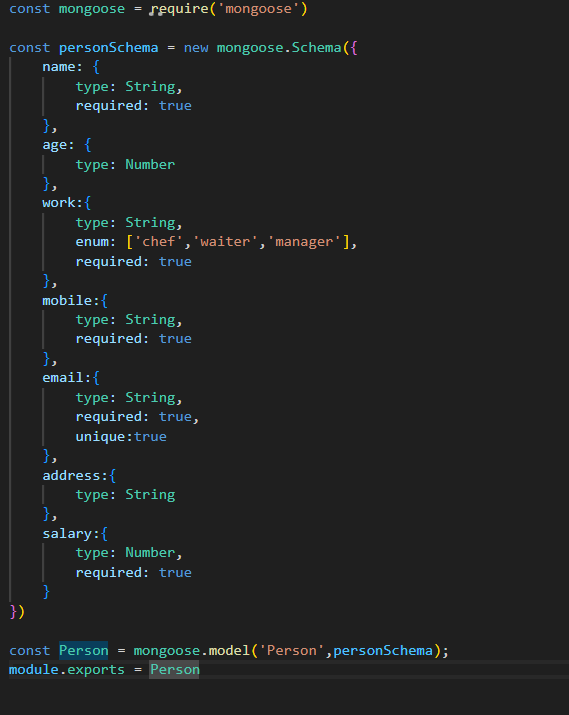 const mongoose = require('mongoose')
const personSchema = new mongoose.Schema({
name: {
type: String,
required: true
},
age: {
type: Number
},
work:{
type: String,
enum: ['chef','waiter','manager'],
required: true
},
mobile:{
type: String,
required: true
},
email:{
type: String,
required: true,
unique:true
},
address:{
type: String
},
salary:{
type: Number,
required: true
}
})
const Person = mongoose.model('Person',personSchema);
module.exports = Person